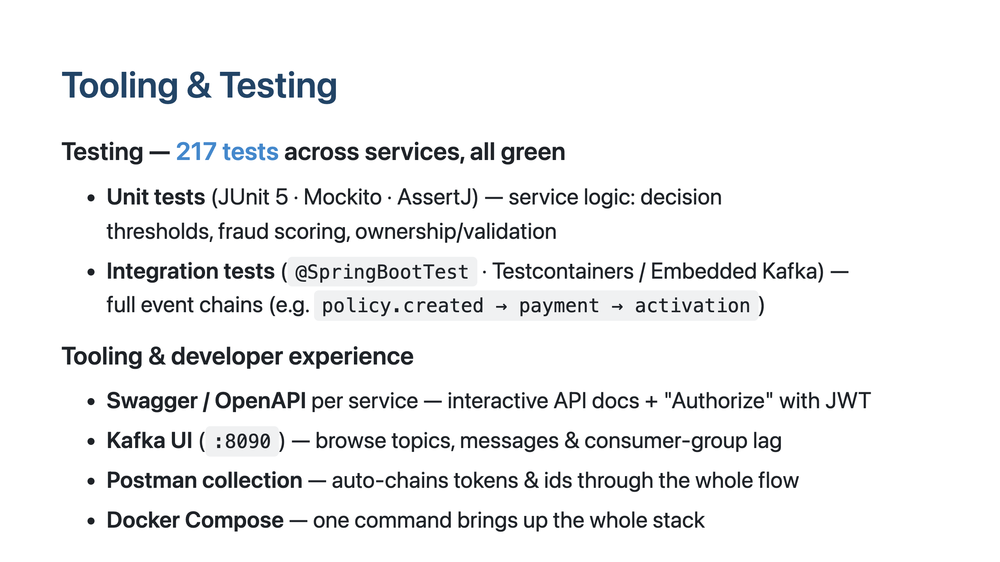 Tooling & Testing
Testing — 217 tests across services, all green
• Unit tests (JUnit 5 · Mockito · AssertJ) — service logic: decision
thresholds, fraud scoring, ownership/validation
• Integration tests ( @SpringBootTest · Testcontainers / Embedded Kafka) —
full event chains (e.g. policy.created → payment → activation )
Tooling & developer experience
• Swagger / OpenAPI per service — interactive API docs + "Authorize" with JWT
• Kafka UI ( :8090 ) — browse topics, messages & consumer-group lag
• Postman collection — auto-chains tokens & ids through the whole flow
• Docker Compose — one command brings up the whole stack